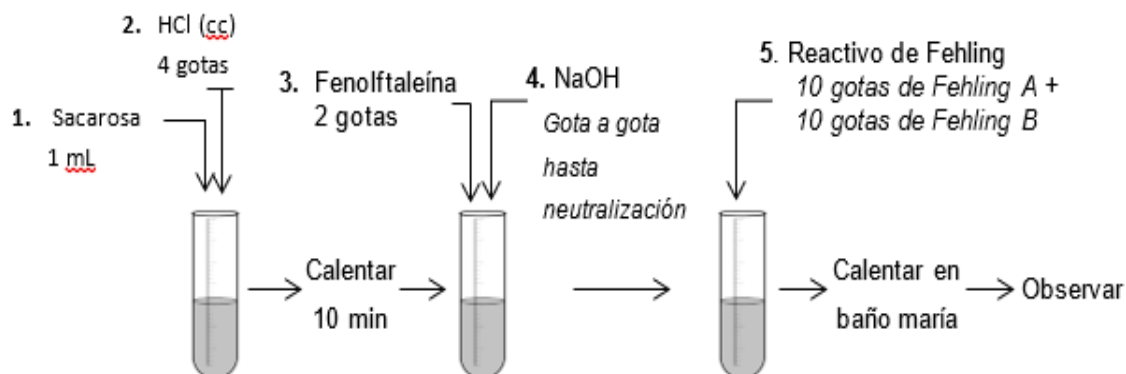 2. HCl (cc)
4 gotas
1. Sacarosa
1 mL
3. Fenolftaleína
2 gotas
4. NaOH
Gota a gota
hasta
neutralización
5. Reactivo de Fehling
10 gotas de Fehling A +
10 gotas de Fehling B
Calentar
10 min
Calentar en
baño maría
Observar